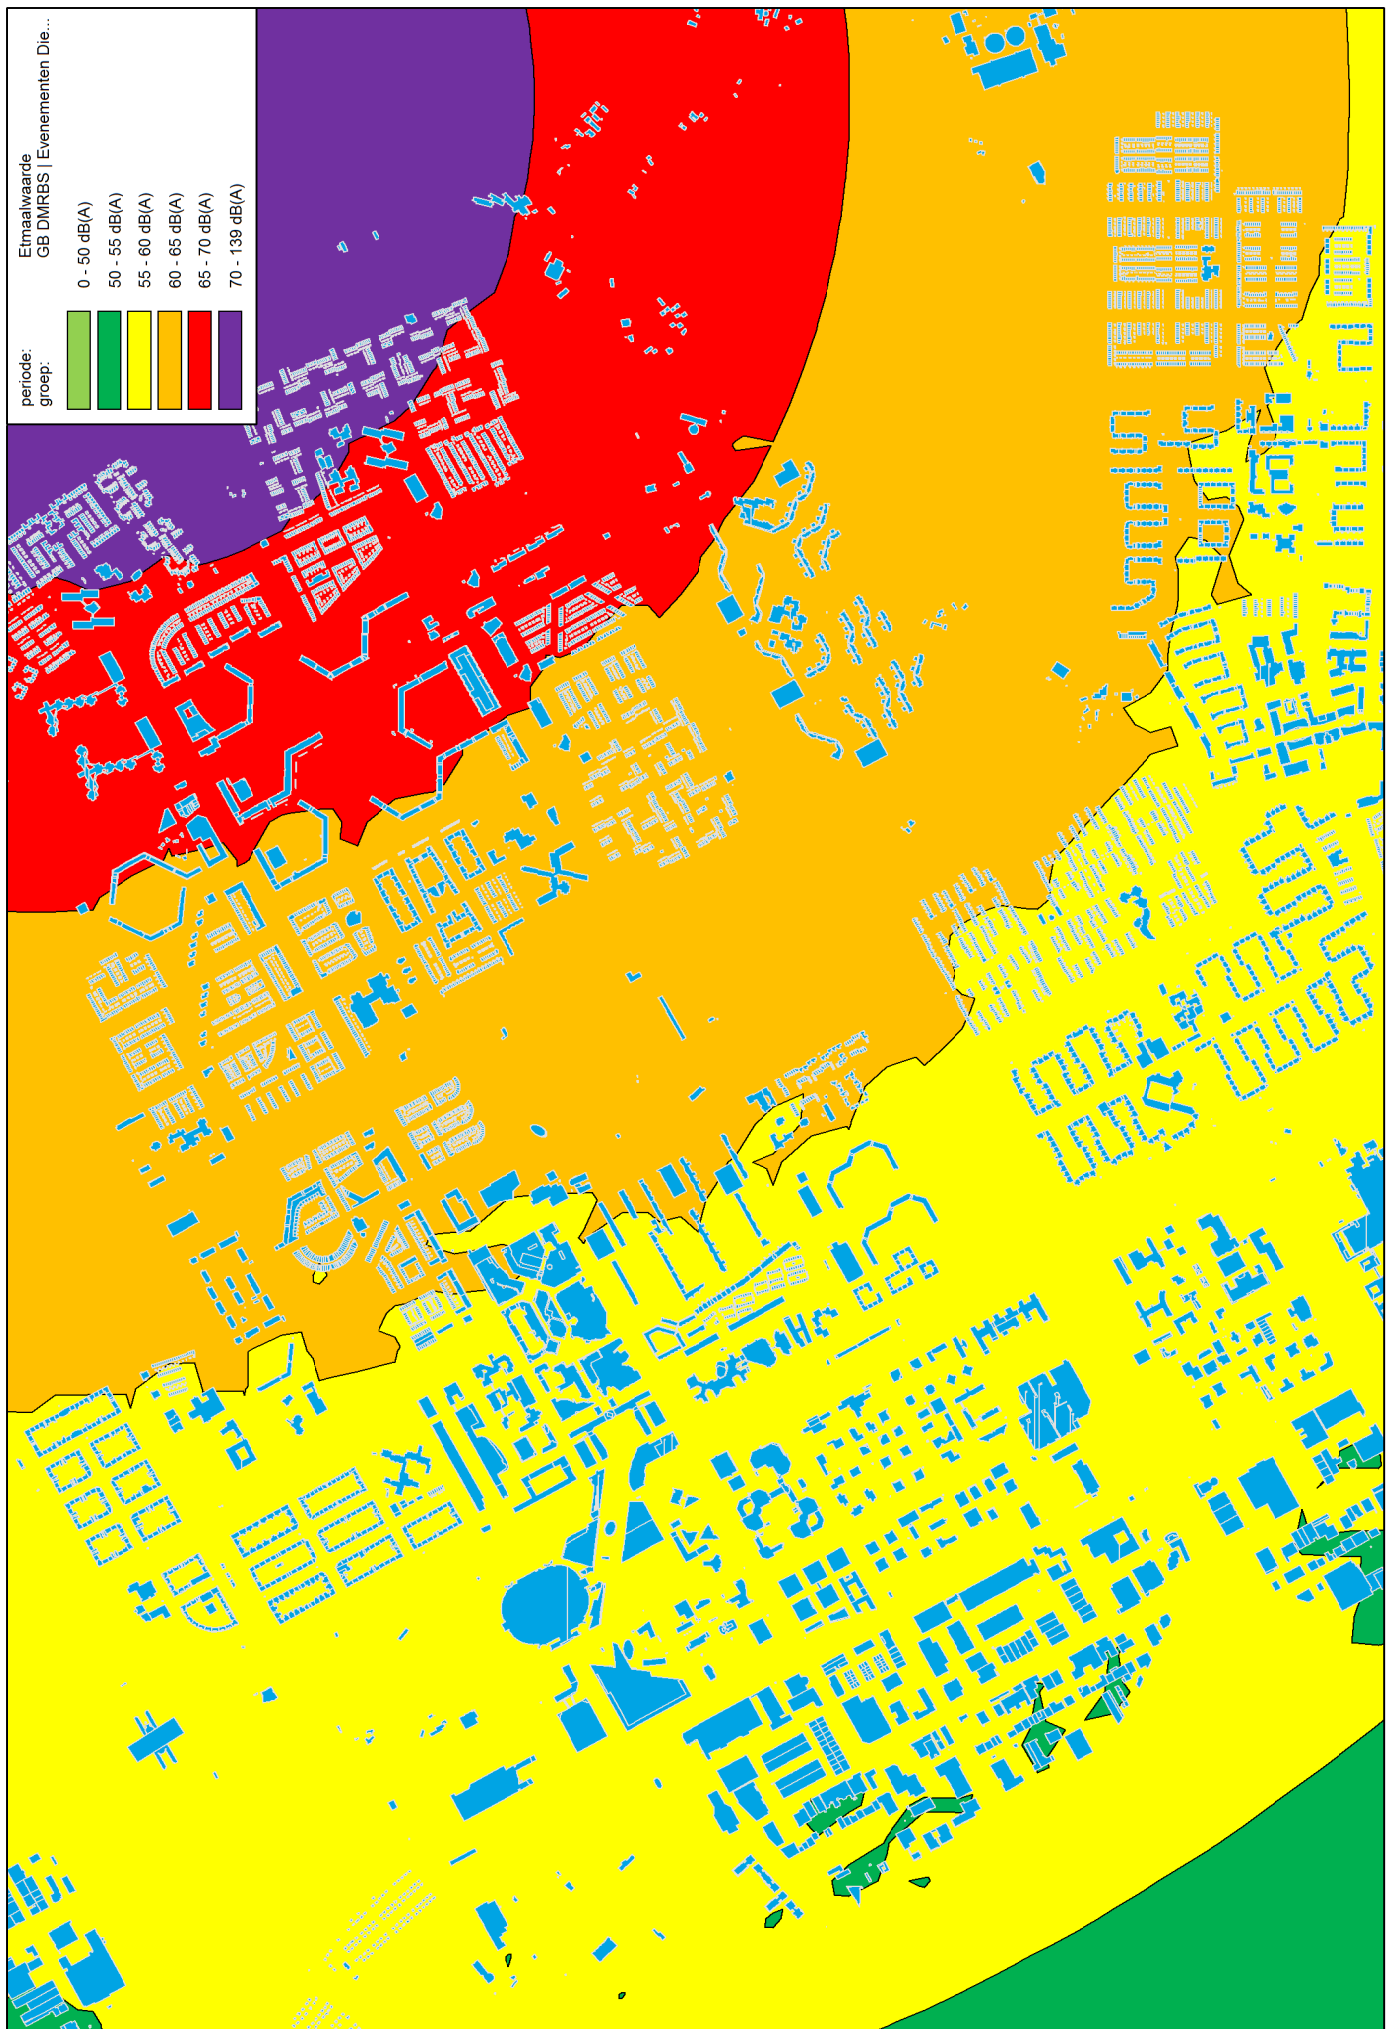 periode: Etmaalwaarde
groep: GB DMRBS | Evenementen Die...
0 - 50 dB(A)
50 - 55 dB(A)
55 - 60 dB(A)
60 - 65 dB(A)
65 - 70 dB(A)
70 - 139 dB(A)